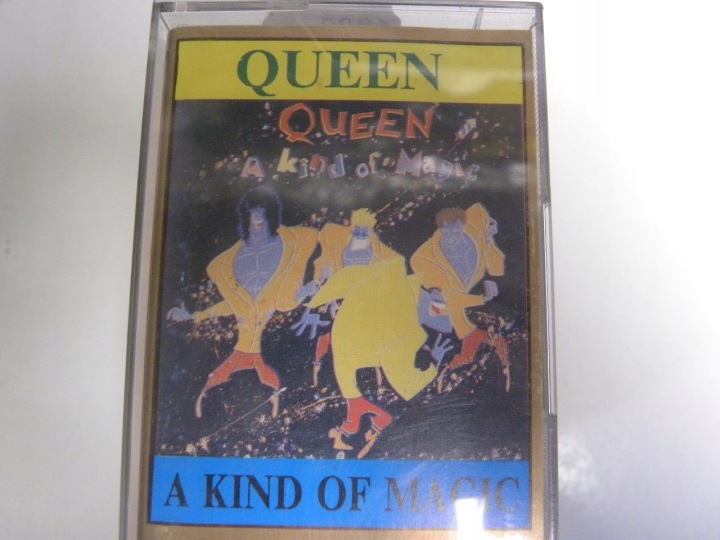 QUEEN
QUEEN
A kind of Magic
A KIND OF MAGIC